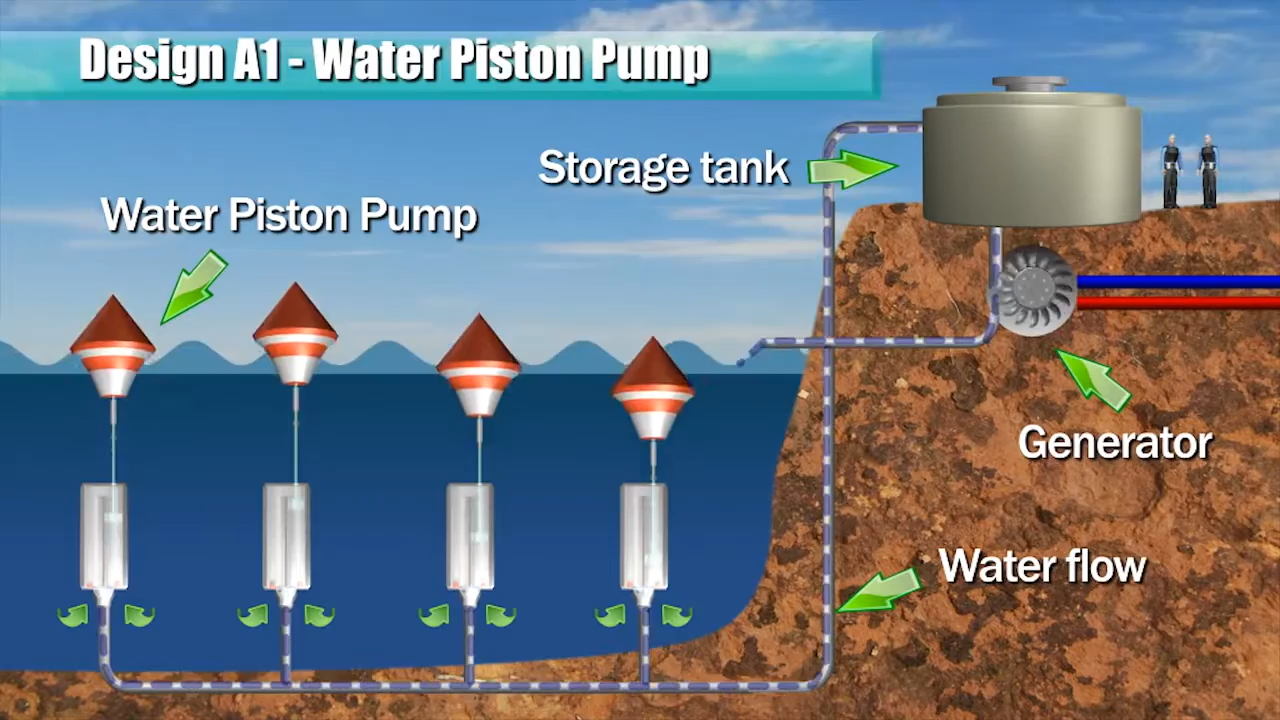 Design A1 - Water Piston Pump
Storage tank
Water Piston Pump
Generator
Water flow